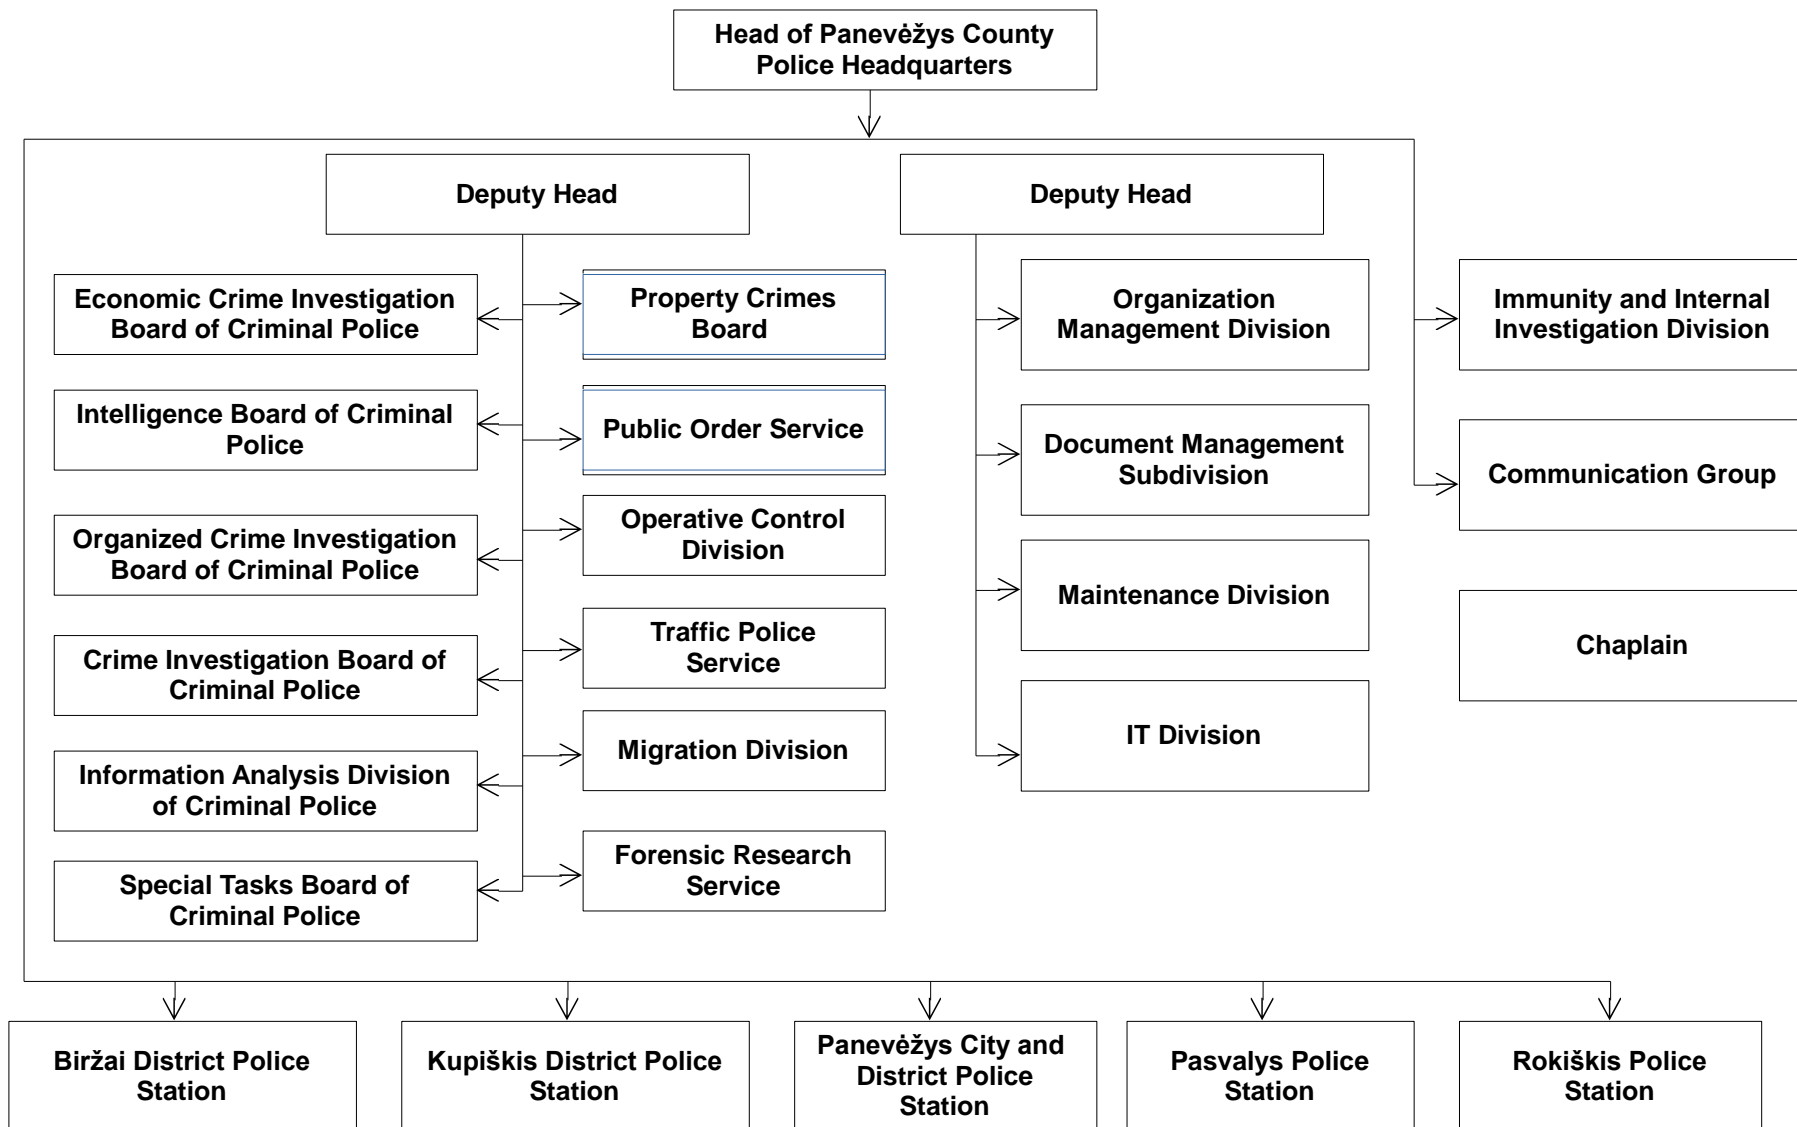 Head of Panevėžys County
Police Headquarters
Deputy Head
Deputy Head
Economic Crime Investigation
Board of Criminal Police
Property Crimes
Board
Organization
Management Division
Immunity and Internal
Investigation Division
Intelligence Board of Criminal
Police
Public Order Service
Document Management
Subdivision
Communication Group
Organized Crime Investigation
Board of Criminal Police
Operative Control
Division
Maintenance Division
Chaplain
Crime Investigation Board of
Criminal Police
Traffic Police
Service
IT Division
Information Analysis Division
of Criminal Police
Migration Division
Special Tasks Board of
Criminal Police
Forensic Research
Service
Biržai District Police
Station
Kupiškis District Police
Station
Panevėžys City and
District Police
Station
Pasvalys Police
Station
Rokiškis Police
Station